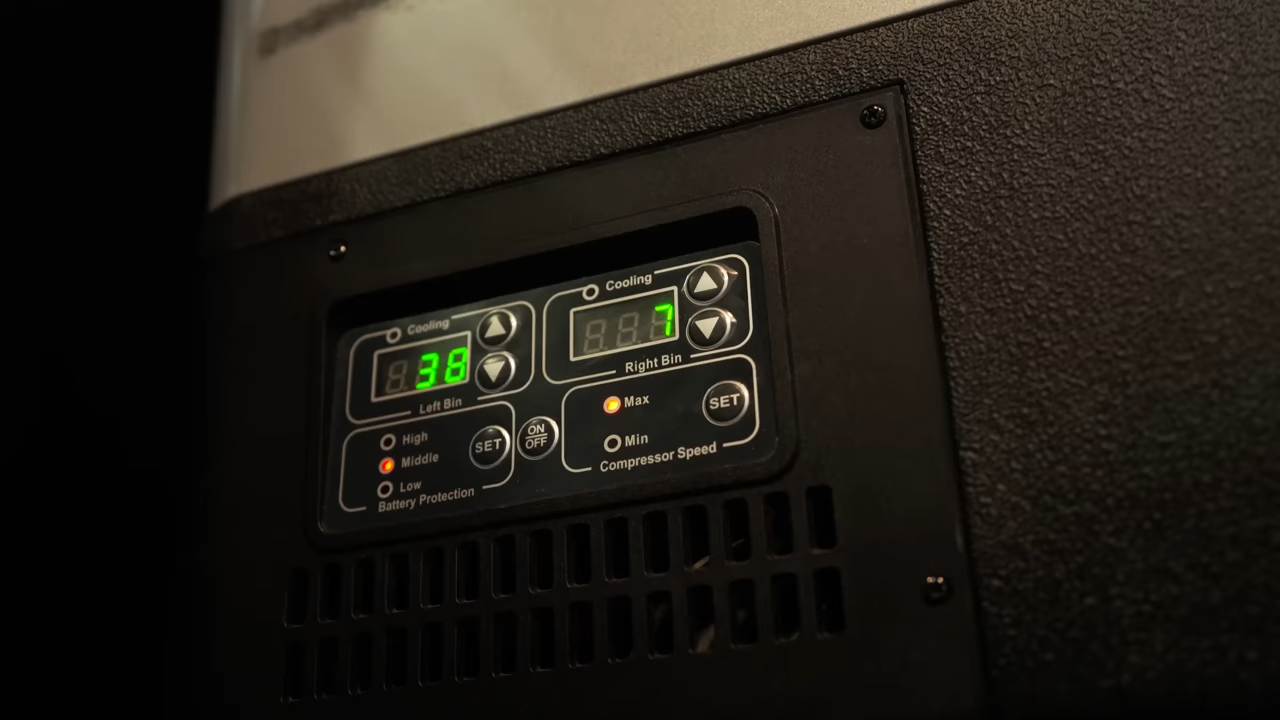 Cooling
38
Left Bin
Cooling
7
Right Bin
High
Middle
Low
Battery Protection
SET
ON
OFF
Max
Min
SET
Compressor Speed